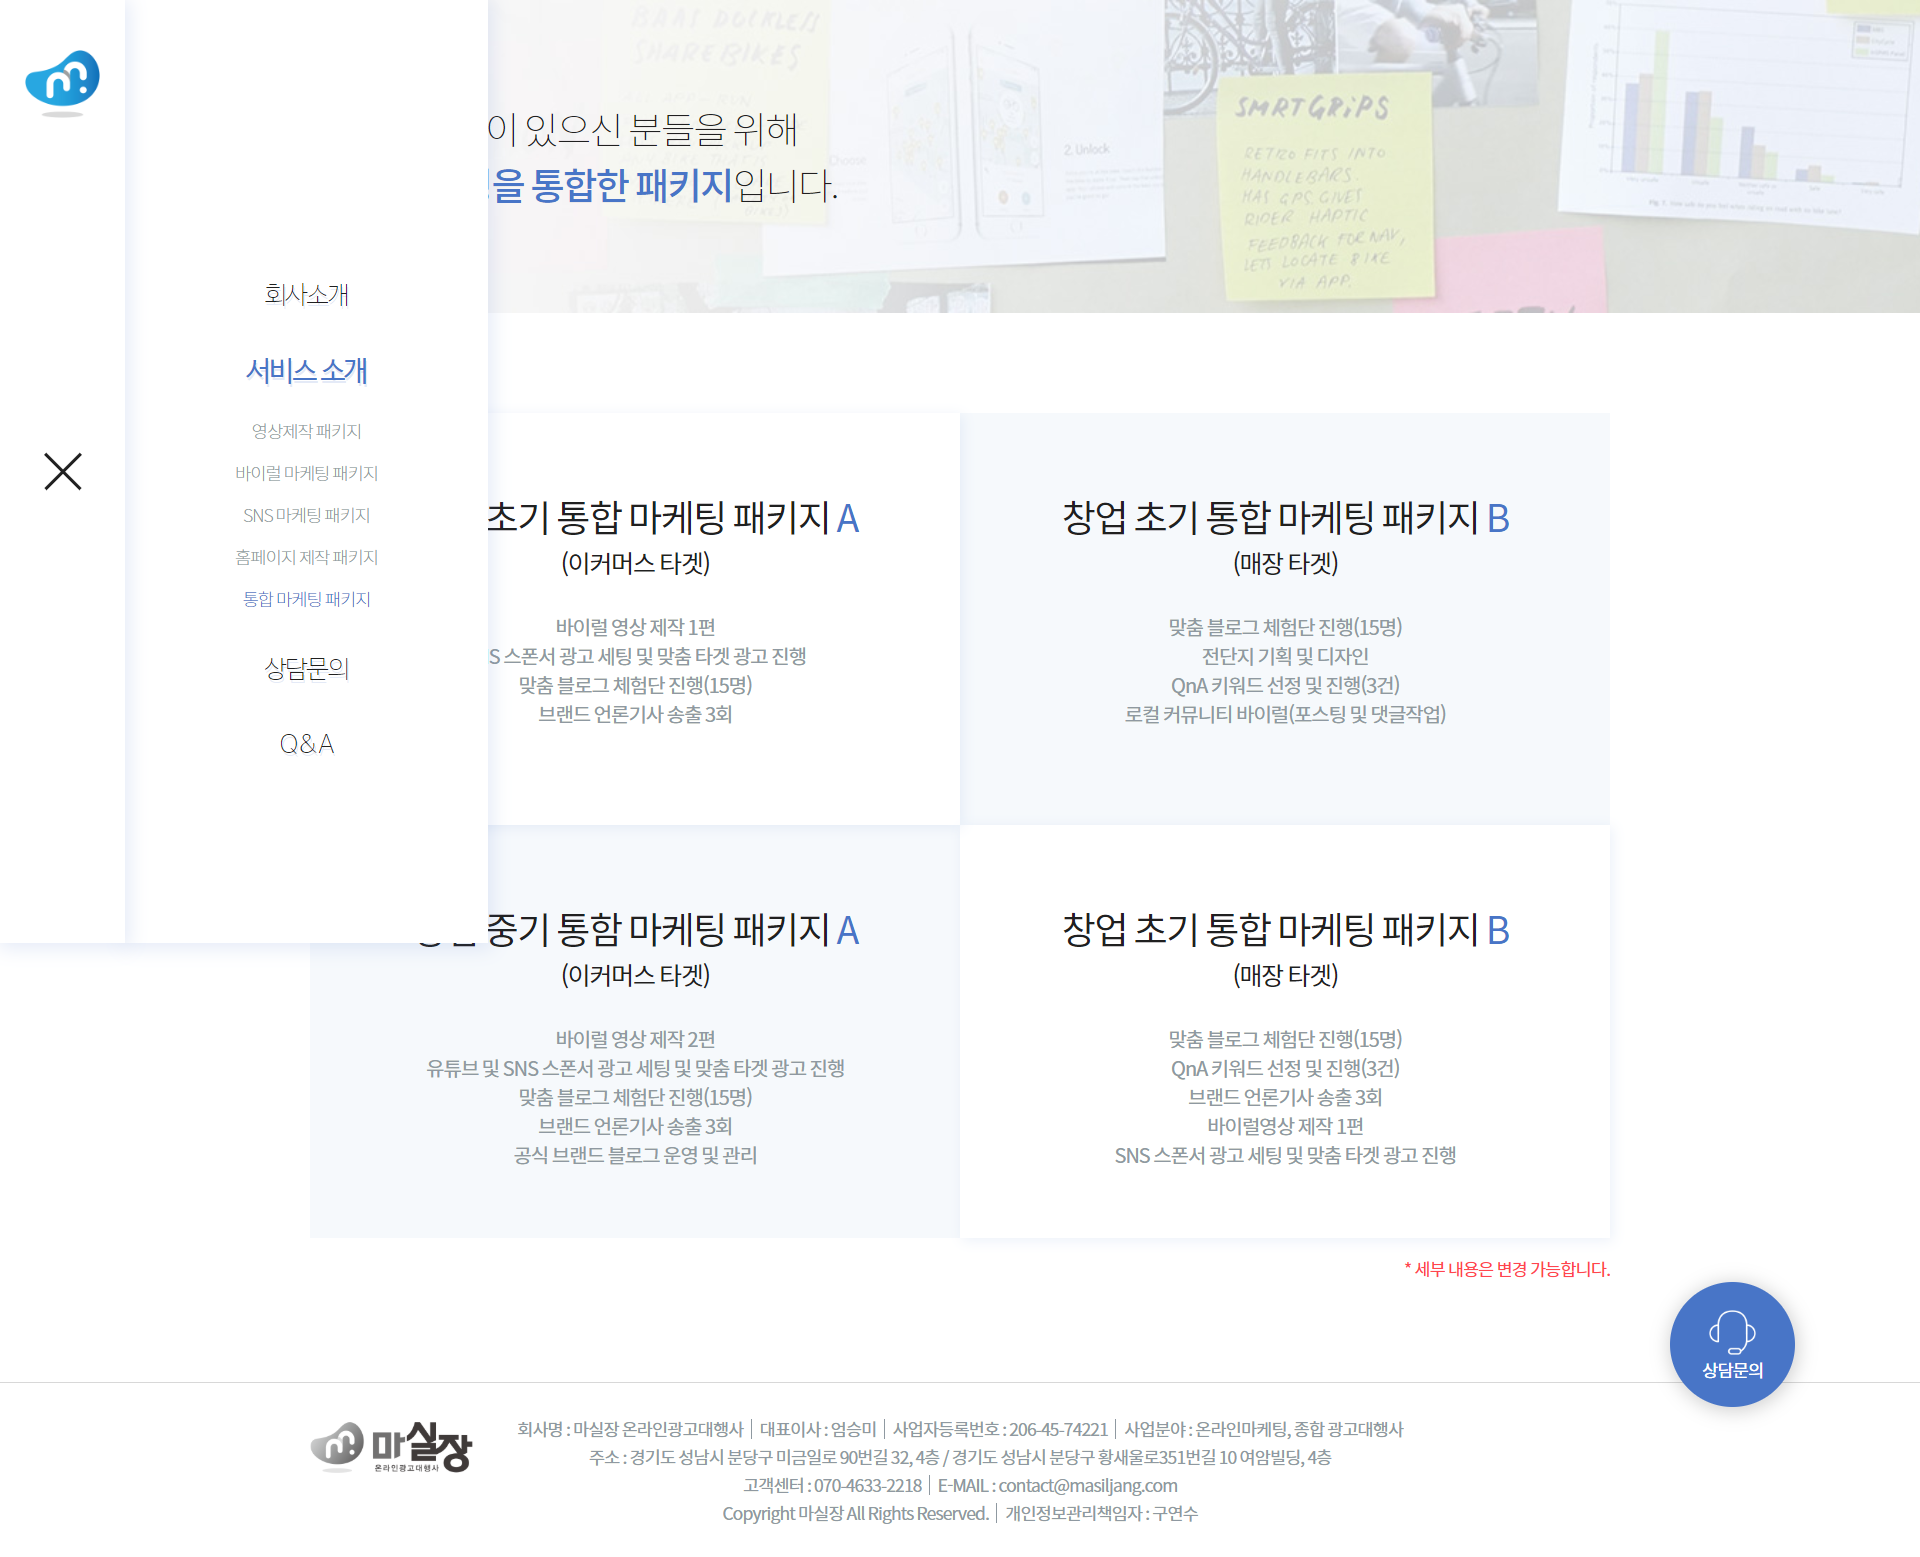 이 있으신 분들을 위해
을 통합한 패키지입니다.
SHARE BIKES
2. Unlock
Choose
SMRTGRiPS
RETRO FITS INTO
HANDLEBARS.
HAS GPS GIVES
RIDER HAPTIC
FEEDBACK FOR NAV,
LETS LOCATE BIKE
VIA APP.
회사소개
서비스 소개
영상제작 패키지
바이럴 마케팅 패키지
SNS 마케팅 패키지
홈페이지 제작 패키지
통합 마케팅 패키지
상담문의
Q&A
초기 통합 마케팅 패키지 A
(이커머스 타겟)
바이럴 영상 제작 1편
S 스폰서 광고 세팅 및 맞춤 타겟 광고 진행
맞춤 블로그 체험단 진행(15명)
브랜드 언론기사 송출 3회
창업 초기 통합 마케팅 패키지 B
(매장 타겟)
맞춤 블로그 체험단 진행(15명)
전단지 기획 및 디자인
QnA 키워드 선정 및 진행(3건)
로컬 커뮤니티 바이럴(포스팅 및 댓글작업)
중기 통함 마케팅 패키지 A
(이커머스 타겟)
바이럴 영상 제작 2편
유튜브 및 SNS 스폰서 광고 세팅 및 맞춤 타겟 광고 진행
맞춤 블로그 체험단 진행(15명)
브랜드 언론기사 송출 3회
공식 브랜드 블로그 운영 및 관리
창업 초기 통합 마케팅 패키지 B
(매장 타겟)
맞춤 블로그 체험단 진행(15명)
QnA 키워드 선정 및 진행(3건)
브랜드 언론기사 송출 3회
바이럴영상 제작 1편
SNS 스폰서 광고 세팅 및 맞춤 타겟 광고 진행
* 세부 내용은 변경 가능합니다.
상담문의
마실장
온라인광고대행사
회사명 : 마실장 온라인광고대행사 | 대표이사 : 엄승미 | 사업자등록번호 : 206-45-74221 | 사업분야 : 온라인마케팅, 종합 광고대행사
주소 : 경기도 성남시 분당구 미금일로 90번길 32, 4층 / 경기도 성남시 분당구 황새울로351번길 10 여암빌딩, 4층
고객센터 : 070-4633-2218 | E-MAIL : contact@masiljang.com
Copyright 마실장 All Rights Reserved. | 개인정보관리책임자 : 구연수